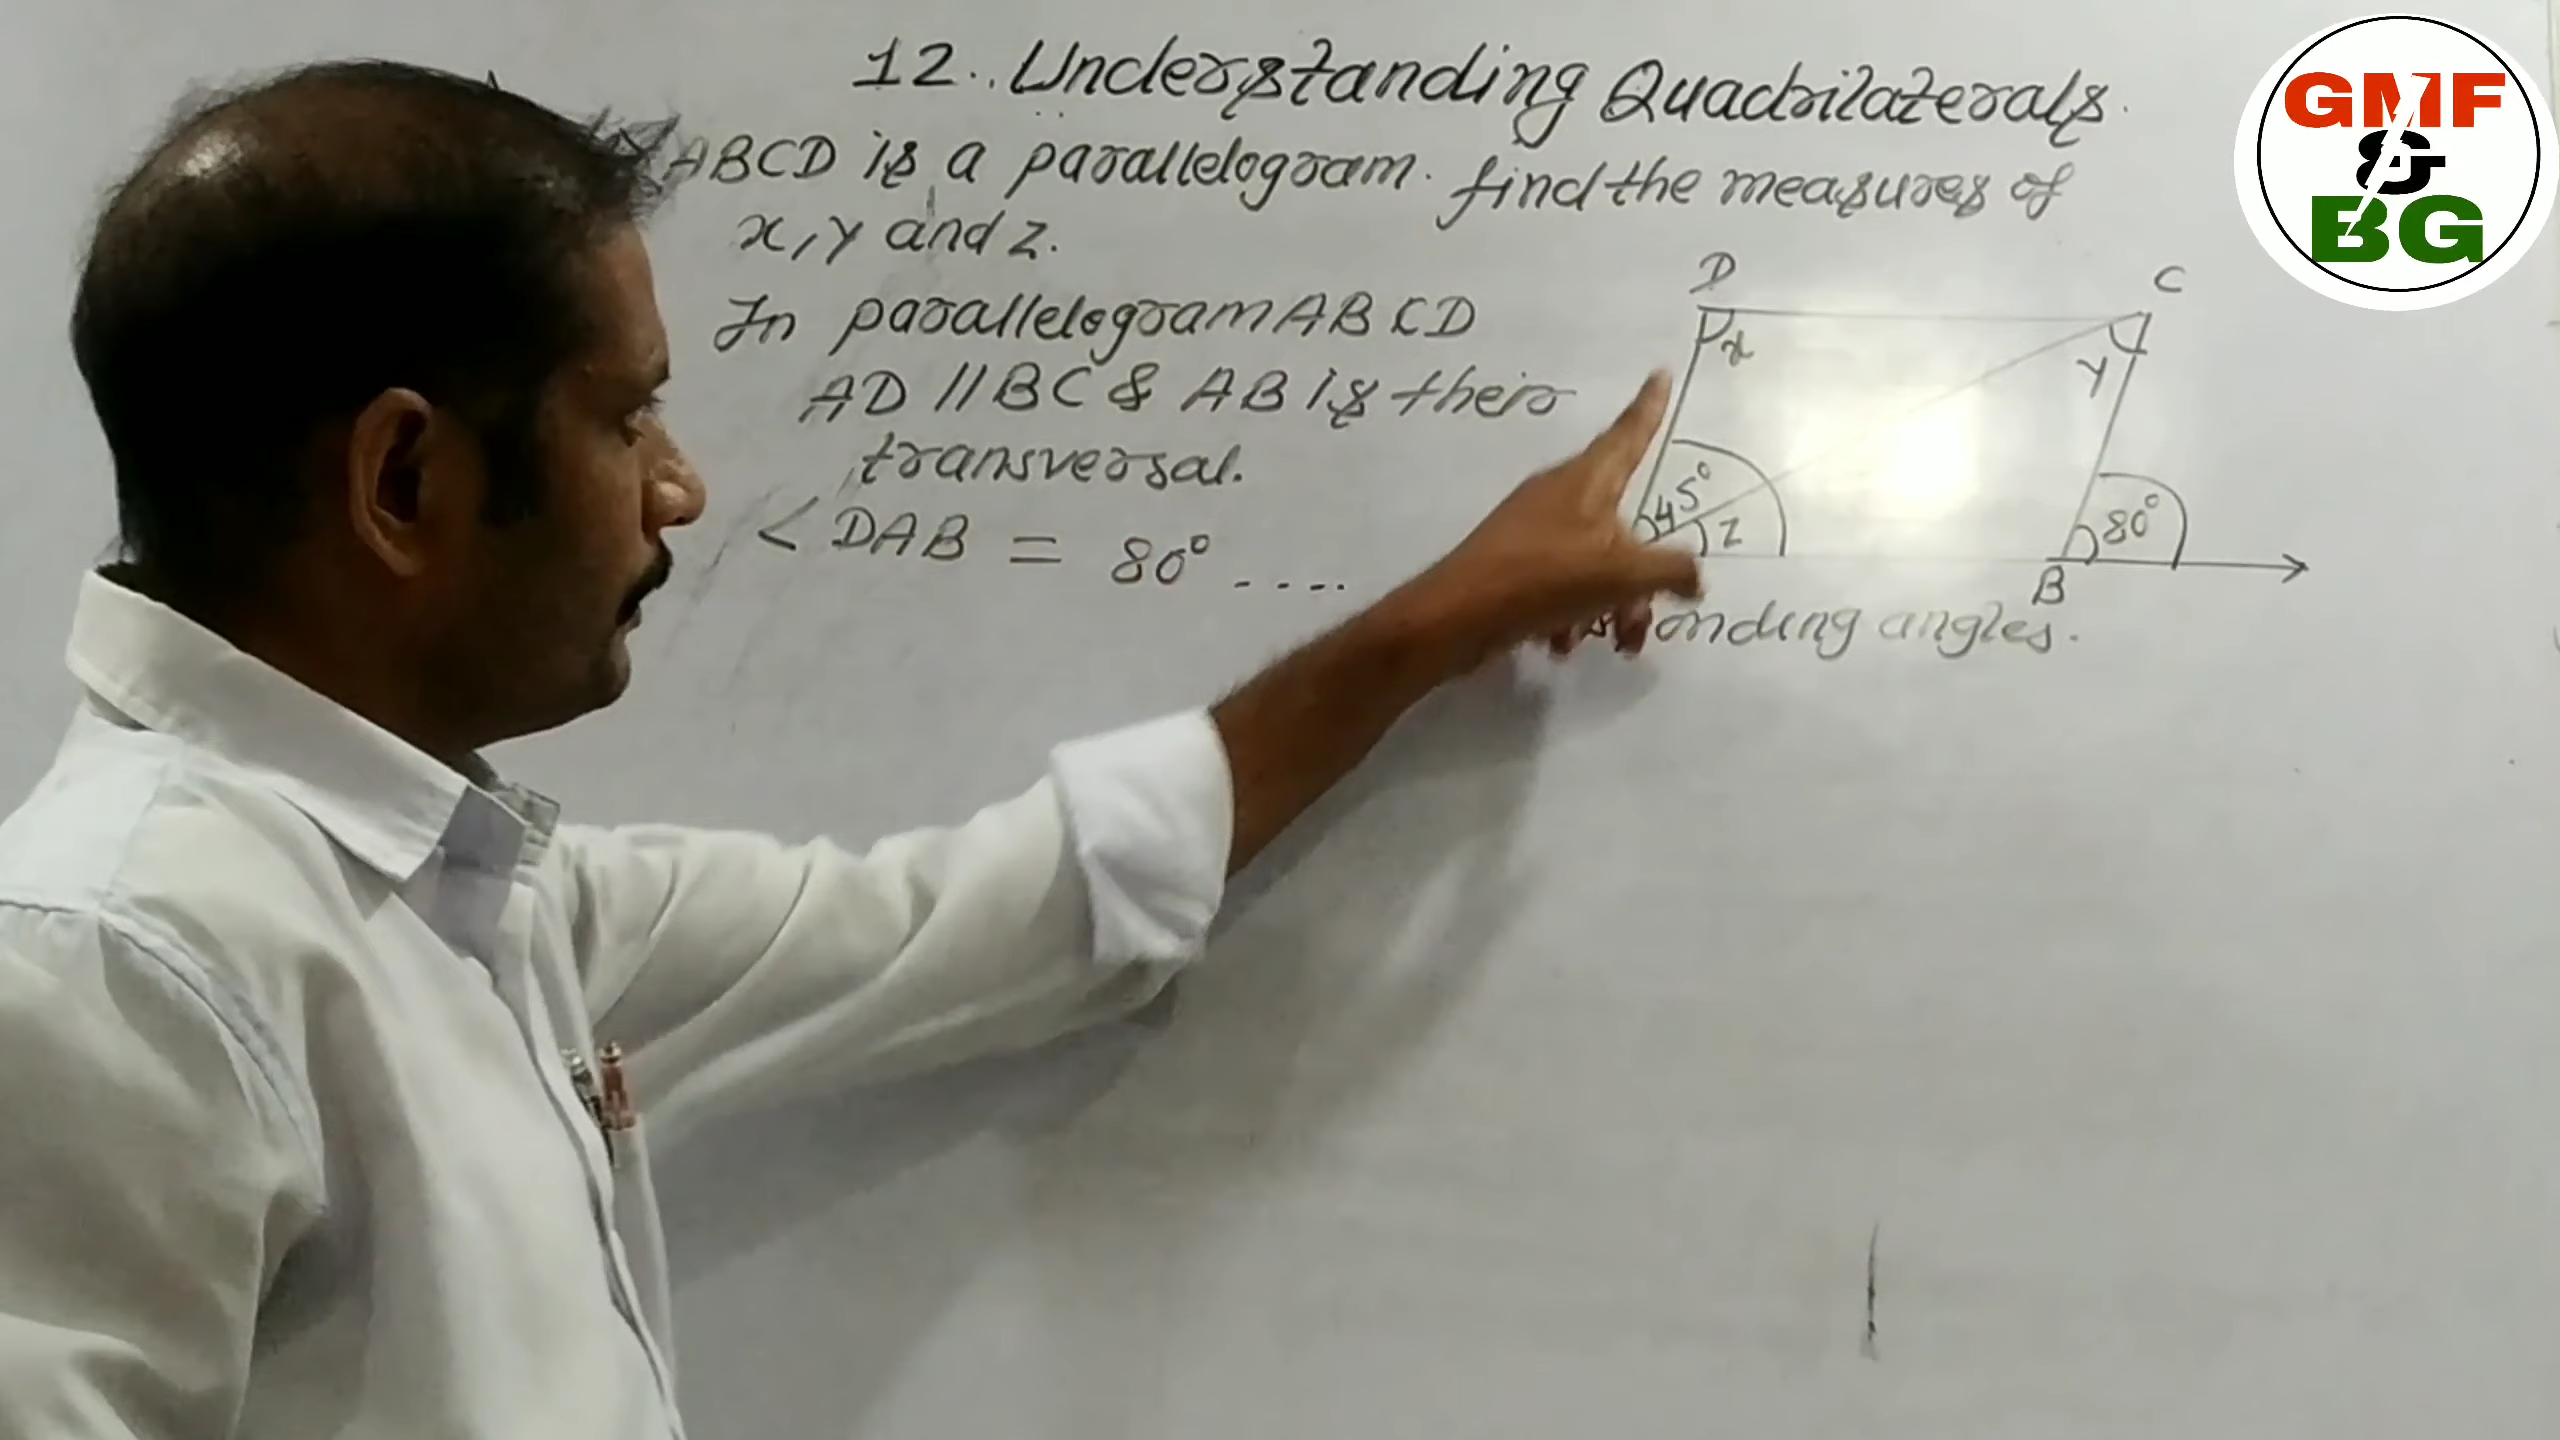 12. Understanding Quadrilaterals.
ABCD is a parallelogram. find the measures of
x, y and z.
In parallelogram ABCD
AD // BC & AB is their
transversal.
< DAB = 80° ....
angles.
D
C
x
y
45°
z
80°
B
GMF
&
BG